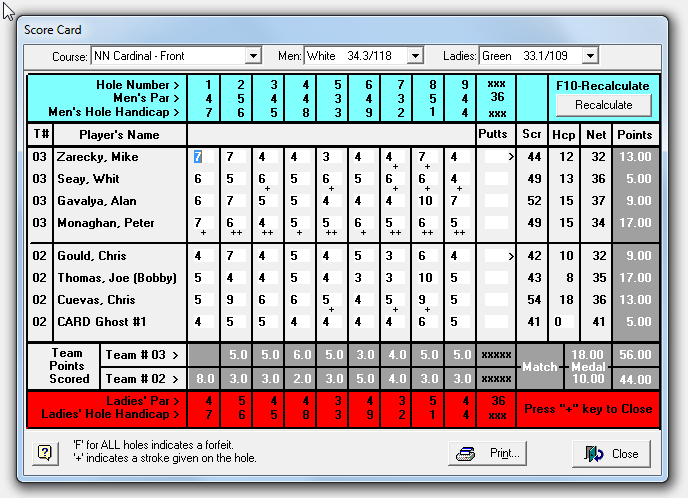 Score Card
Course: NN Cardinal - Front Men: White 34.3/118 Ladies: Green 33.1/109
Hole Number > 1 2 3 4 5 6 7 8 9 xxx F10-Recalculate
Men's Par > 4 5 4 4 3 4 3 5 4 36
Men's Hole Handicap > 7 6 5 8 3 9 2 1 4 xxx Recalculate
T# Player's Name Putts Scr Hcp Net Points
03 Zarecky, Mike 7 7 4 4 3 4 4 7 4 > 44 12 32 13.00
+ +
03 Seay, Whit 6 5 6 5 5 6 6 6 4 49 13 36 5.00
+ + + +
03 Gavalya, Alan 6 7 5 5 4 4 4 10 7 52 15 37 9.00
03 Monaghan, Peter 7 6 4 5 5 6 5 6 5 49 15 34 17.00
+ ++ ++ + ++ + ++ ++ ++
02 Gould, Chris 4 7 4 5 4 5 3 6 4 > 42 10 32 9.00
02 Thomas, Joe (Bobby) 5 4 4 5 4 3 3 10 5 43 8 35 17.00
02 Cuevas, Chris 5 9 6 6 5 4 5 9 5 54 18 36 13.00
+ + +
02 CARD Ghost #1 4 5 5 4 4 4 4 6 5 41 0 41 5.00
Team Points Scored Team # 03 > 5.0 5.0 6.0 5.0 3.0 4.0 5.0 5.0 xxxxx Match 18.00 Medal 56.00
Team # 02 > 8.0 3.0 3.0 2.0 3.0 5.0 4.0 3.0 3.0 xxxxx 10.00 44.00
Ladies' Par > 4 5 4 4 3 4 3 5 4 36
Ladies' Hole Handicap > 7 6 5 8 3 9 2 1 4 xxx Press "+" key to Close
'F' for ALL holes indicates a forfeit.
'+' indicates a stroke given on the hole.
? Print... Close